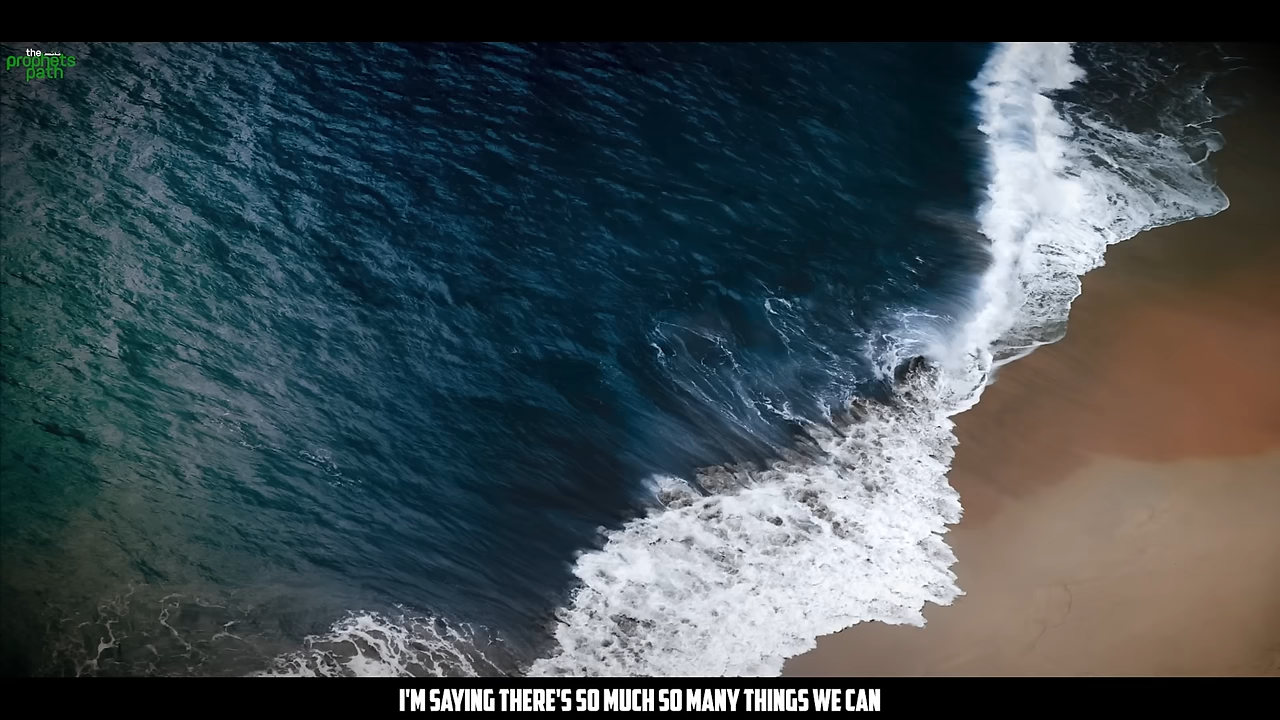 the
prophets
path
I'M SAYING THERE'S SO MUCH SO MANY THINGS WE CAN